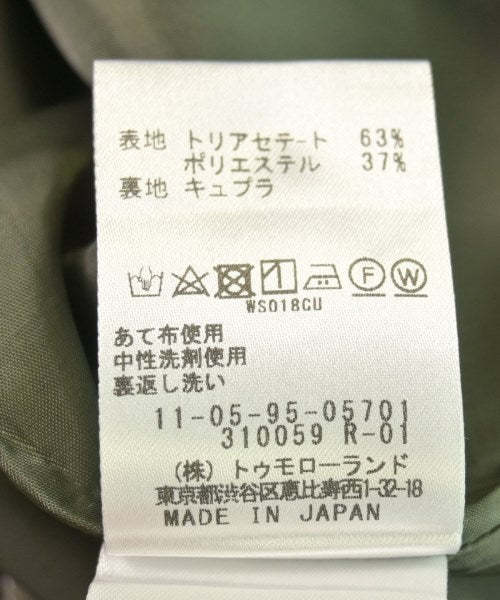 表地 トリアセテート 63%
ポリエステル 37%
裏地 キュプラ
F W
WS018CU
あて布使用
中性洗剤使用
裏返し洗い
11-05-95-05701
310059 R-01
(株) トゥモローランド
東京都渋谷区恵比寿西1-32-18
MADE IN JAPAN